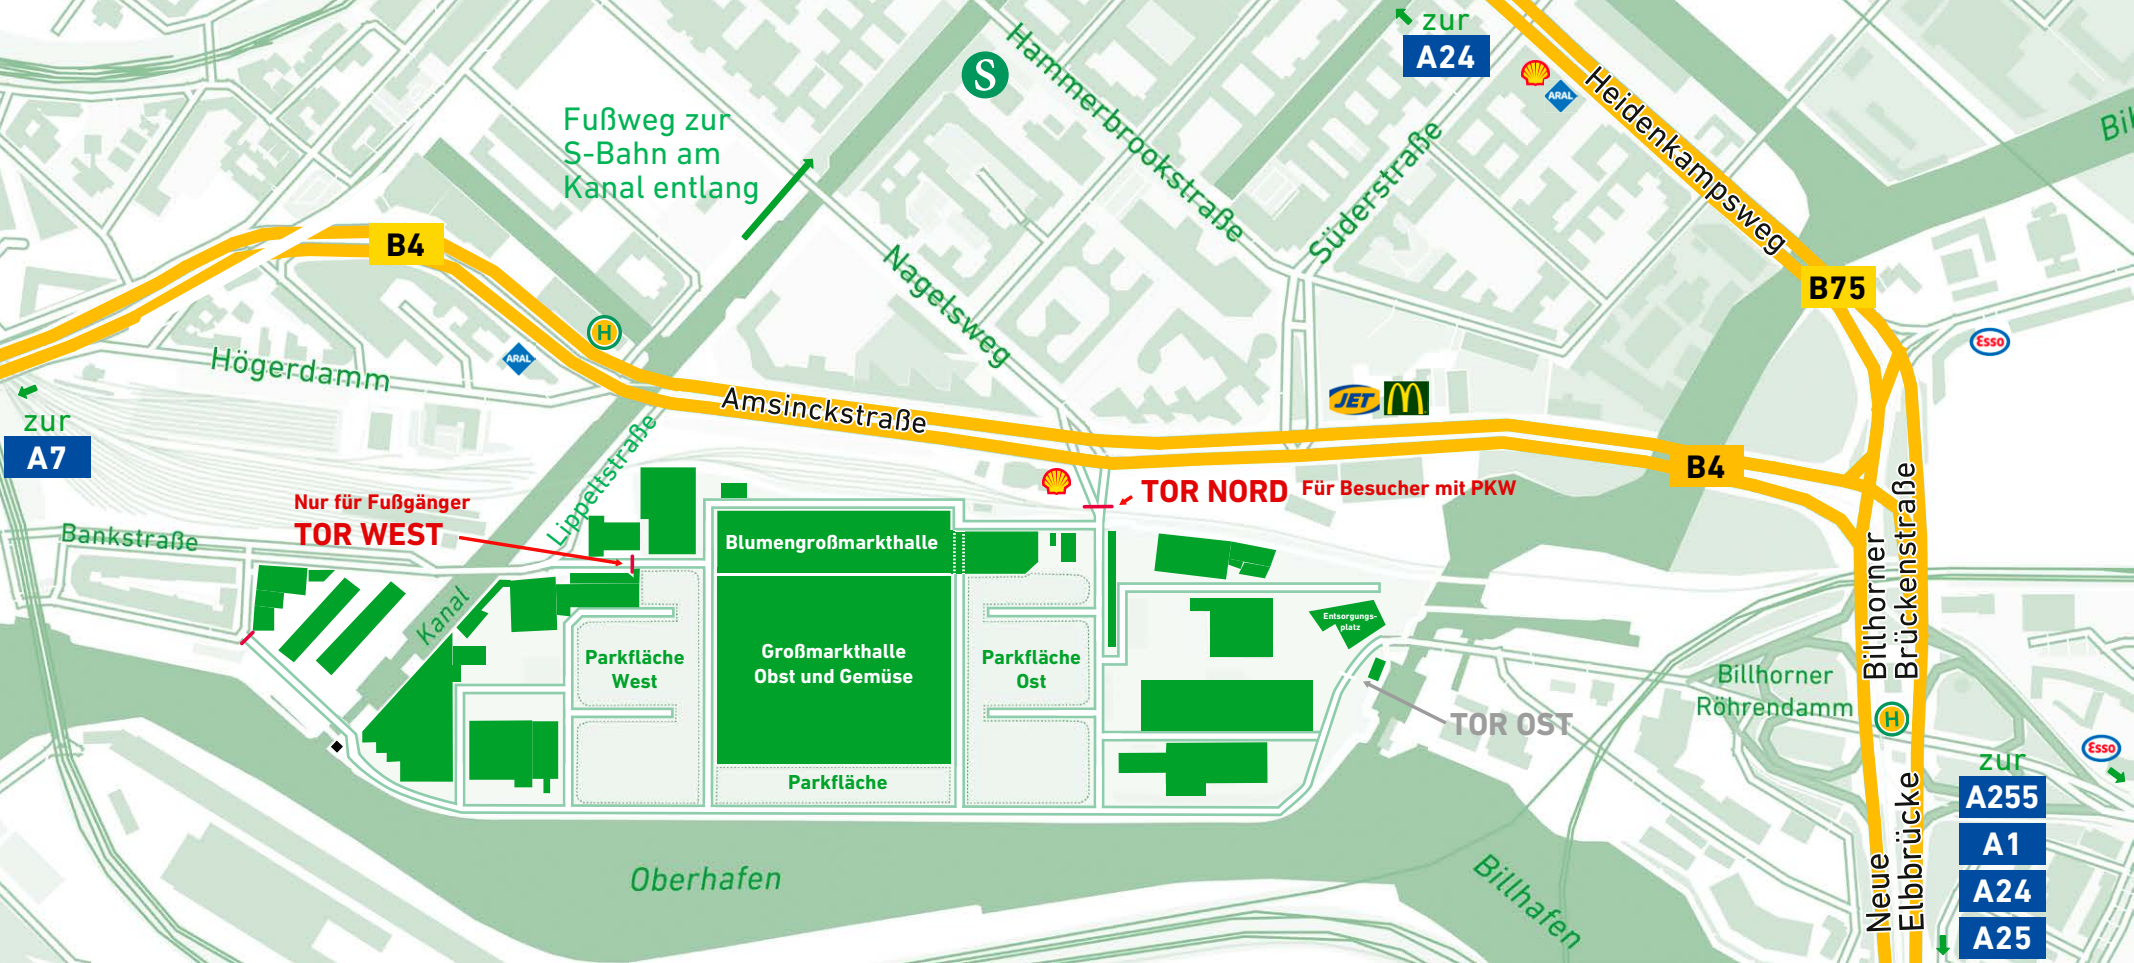 zur
A24
S
Hammerbrookstraße
ARAL
Heidenkampsweg
Fußweg zur
S-Bahn am
Kanal entlang
Süderstraße
B4
B75
Nagelsweg
H
ARAL
Högerdamm
Esso
zur
A7
Amsinckstraße
JET
Lippeltstraße
B4
Nur für Fußgänger
TOR WEST
TOR NORD Für Besucher mit PKW
Bankstraße
Blumengroßmarkthalle
Kanal
Entsorgungs-
platz
Großmarkthalle
Obst und Gemüse
Parkfläche
West
Parkfläche
Ost
Parkfläche
TOR OST
Billhorner
Brückenstraße
Billhorner
Röhrendamm
H
Esso
zur
A255
A1
A24
A25
Neue
Elbbrücke
Oberhafen
Billhafen